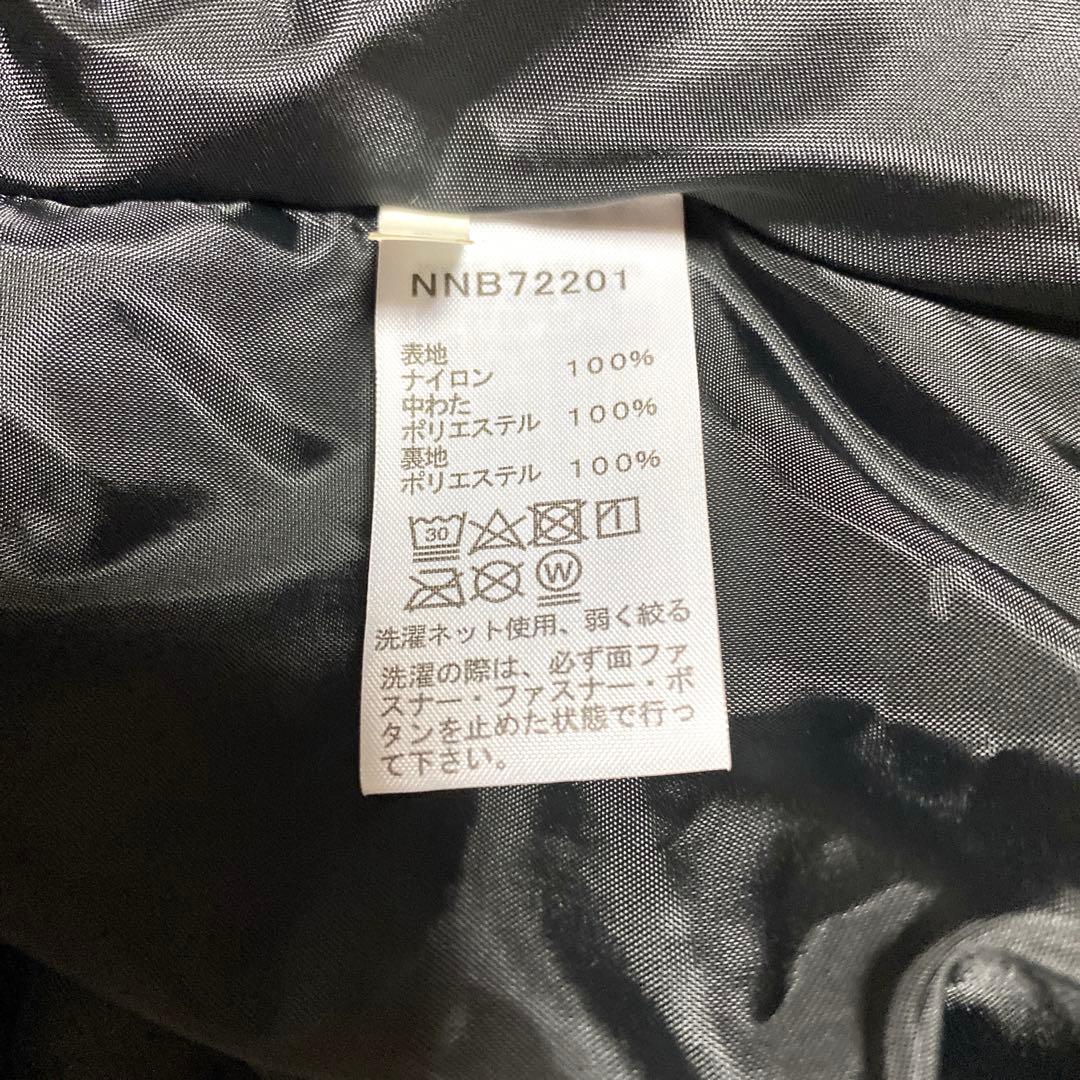 NNB72201
表地
ナイロン 100%
中わた
ポリエステル 100%
裏地
ポリエステル 100%
30
W
洗濯ネット使用、弱く絞る
洗濯の際は、必ず面ファ
スナー・ファスナー・ボ
タンを止めた状態で行っ
て下さい。